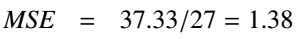 MSE = 37.33/27 = 1.38